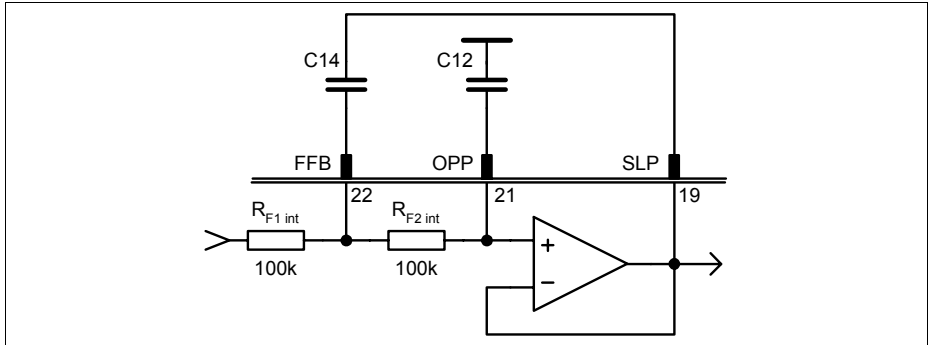 C14
C12
FFB
OPP
SLP
22
21
19
R_F1 int
R_F2 int
100k
100k
+
−